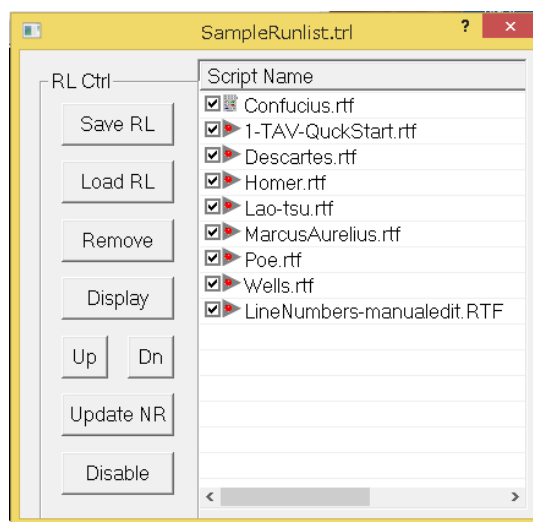 SampleRunlist.trl
?
×
RL Ctrl
Save RL
Load RL
Remove
Display
Up
Dn
Update NR
Disable
Script Name
Confucius.rtf
1-TAV-QuckStart.rtf
Descartes.rtf
Homer.rtf
Lao-tsu.rtf
MarcusAurelius.rtf
Poe.rtf
Wells.rtf
LineNumbers-manualedit.RTF